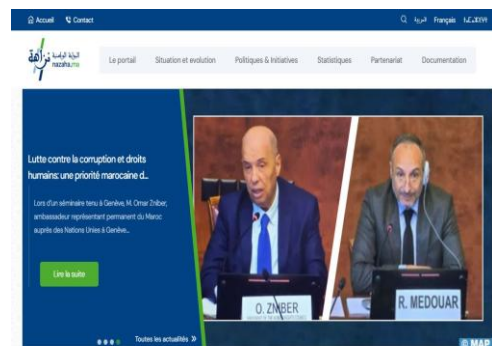 Accueil Contact
العربية Français
nazaha.ma
Le portail Situation et evolution Politiques & Initiatives Statistiques Partenariat Documentation
Lutte contre la corruption et droits
humains: une priorité marocaine d...
Lors d'un séminaire tenu à Genève, M. Omar Zniber,
ambassadeur représentant permanent du Maroc
auprès des Nations Unies à Genève...
Lire la suite
O. ZNIBER
R. MEDOUAR
Toutes les actualités »
MAP